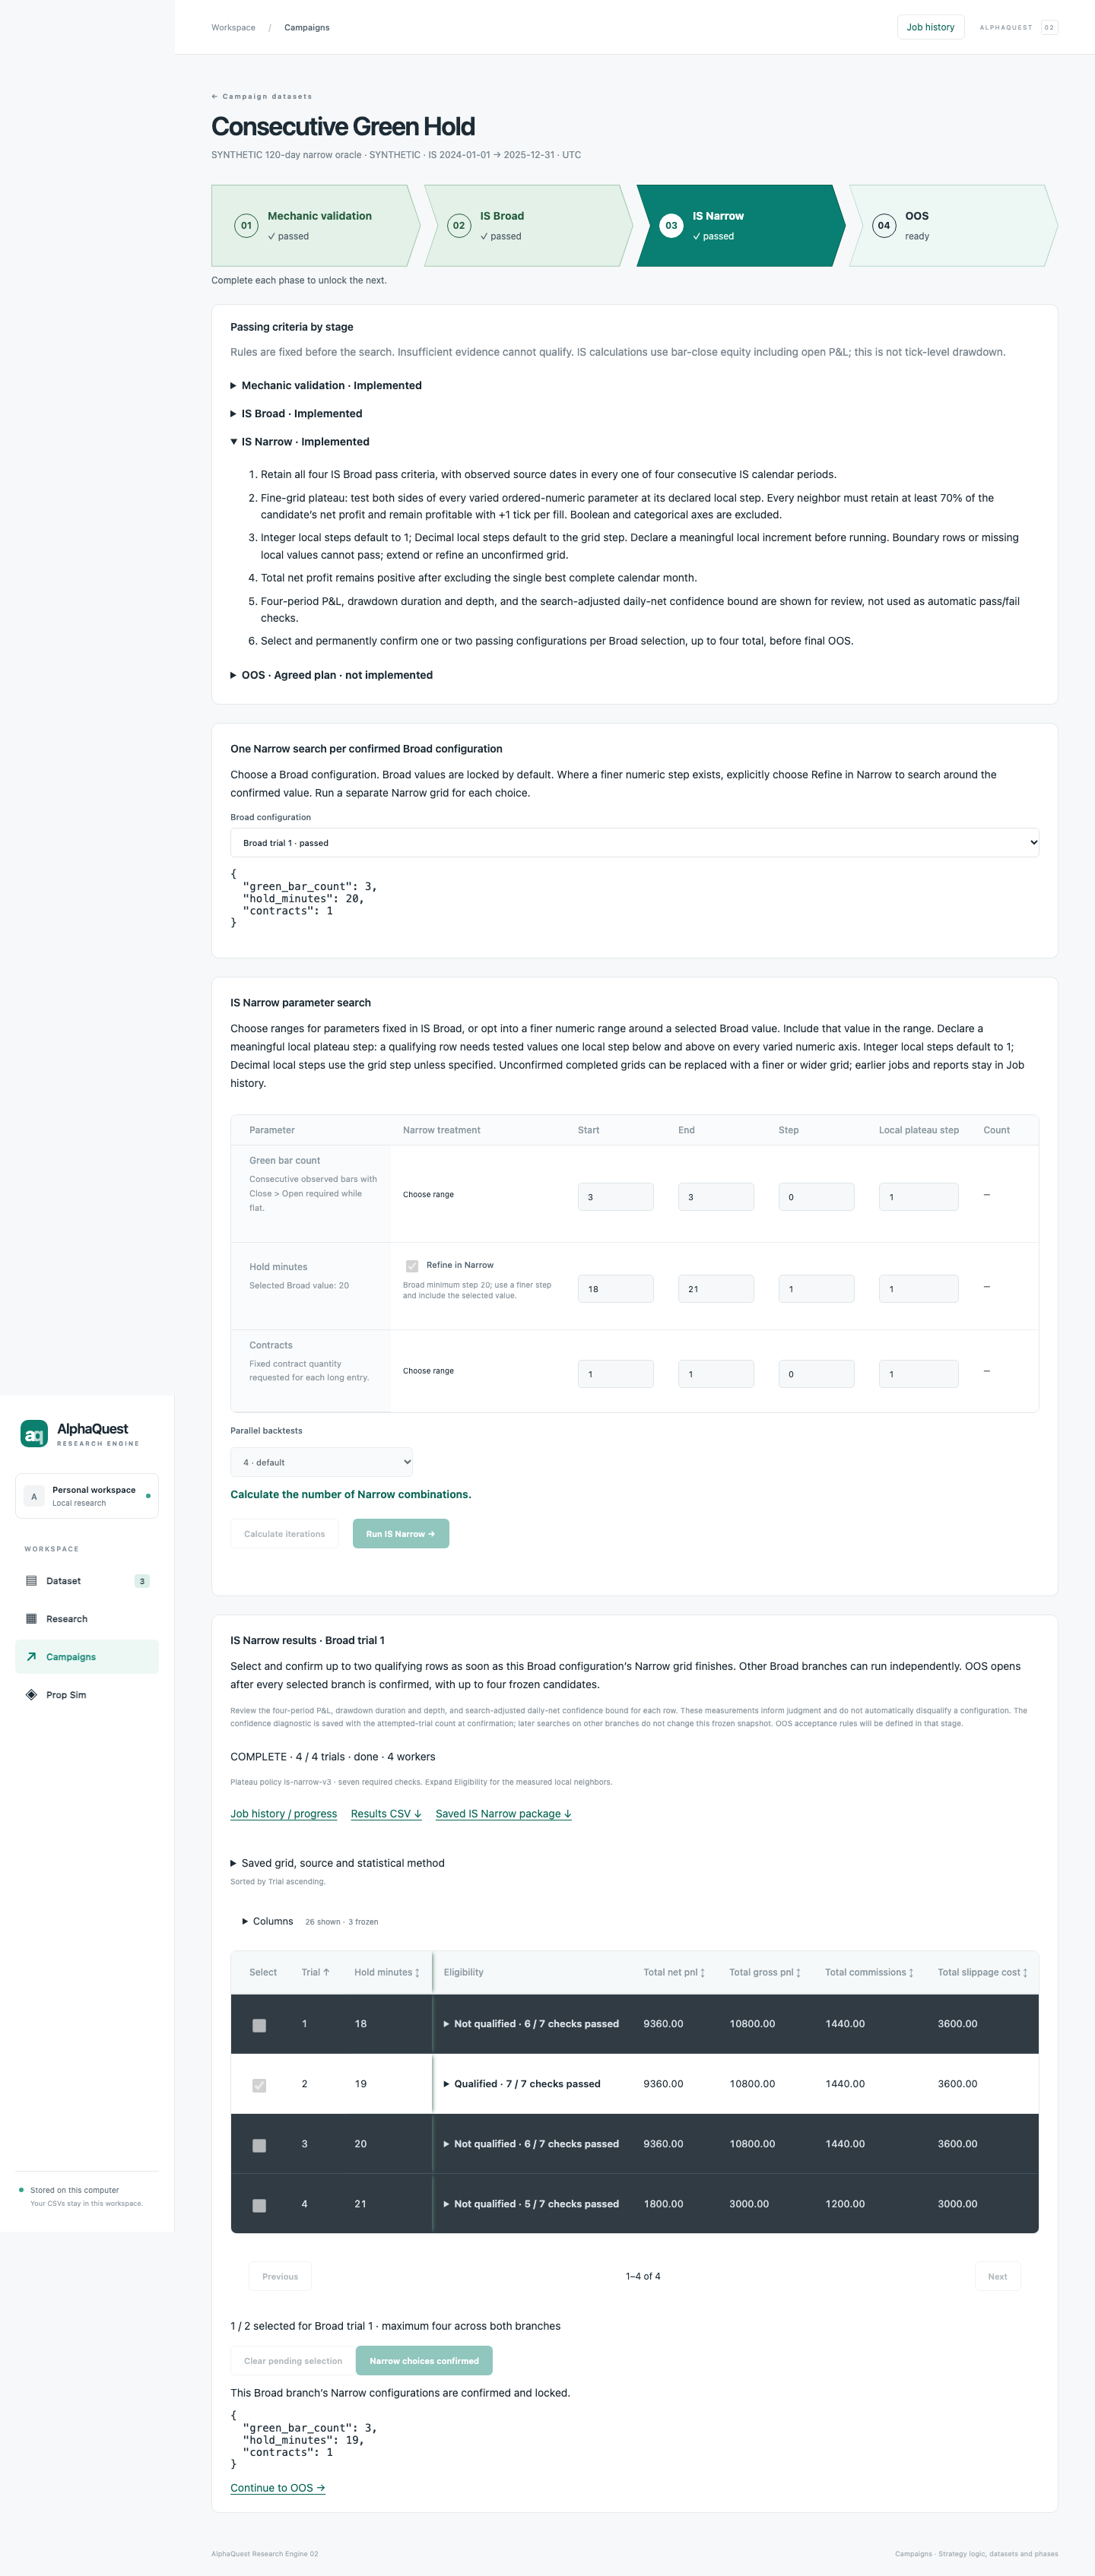 Workspace / Campaigns
Job history
ALPHAQUEST 02
← Campaign datasets
Consecutive Green Hold
SYNTHETIC 120-day narrow oracle · SYNTHETIC · IS 2024-01-01 → 2025-12-31 · UTC
01 Mechanic validation
✓ passed
02 IS Broad
✓ passed
03 IS Narrow
✓ passed
04 OOS
ready
Complete each phase to unlock the next.
Passing criteria by stage
Rules are fixed before the search. Insufficient evidence cannot qualify. IS calculations use bar-close equity including open P&L; this is not tick-level drawdown.
▶ Mechanic validation · Implemented
▶ IS Broad · Implemented
▼ IS Narrow · Implemented
1. Retain all four IS Broad pass criteria, with observed source dates in every one of four consecutive IS calendar periods.
2. Fine-grid plateau: test both sides of every varied ordered-numeric parameter at its declared local step. Every neighbor must retain at least 70% of the
candidate's net profit and remain profitable with +1 tick per fill. Boolean and categorical axes are excluded.
3. Integer local steps default to 1; Decimal local steps default to the grid step. Declare a meaningful local increment before running. Boundary rows or missing
local values cannot pass; extend or refine an unconfirmed grid.
4. Total net profit remains positive after excluding the single best complete calendar month.
5. Four-period P&L, drawdown duration and depth, and the search-adjusted daily-net confidence bound are shown for review, not used as automatic pass/fail
checks.
6. Select and permanently confirm one or two passing configurations per Broad selection, up to four total, before final OOS.
▶ OOS · Agreed plan · not implemented
One Narrow search per confirmed Broad configuration
Choose a Broad configuration. Broad values are locked by default. Where a finer numeric step exists, explicitly choose Refine in Narrow to search around the
confirmed value. Run a separate Narrow grid for each choice.
Broad configuration
Broad trial 1 · passed
{
"green_bar_count": 3,
"hold_minutes": 20,
"contracts": 1
}
IS Narrow parameter search
Choose ranges for parameters fixed in IS Broad, or opt into a finer numeric range around a selected Broad value. Include that value in the range. Declare a
meaningful local plateau step: a qualifying row needs tested values one local step below and above on every varied numeric axis. Integer local steps default to 1;
Decimal local steps use the grid step unless specified. Unconfirmed completed grids can be replaced with a finer or wider grid; earlier jobs and reports stay in Job
history.
Parameter Narrow treatment Start End Step Local plateau step Count
Green bar count
Consecutive observed bars with
Close > Open required while
flat.
Choose range 3 3 0 1 —
Hold minutes
Selected Broad value: 20
Refine in Narrow
Broad minimum step 20; use a finer step
and include the selected value.
18 21 1 1 —
Contracts
Fixed contract quantity
requested for each long entry.
Choose range 1 1 0 1 —
Parallel backtests
4 · default
Calculate the number of Narrow combinations.
Calculate iterations Run IS Narrow →
aq AlphaQuest
RESEARCH ENGINE
A Personal workspace
Local research
WORKSPACE
Dataset 3
Research
Campaigns
Prop Sim
Stored on this computer
Your CSVs stay in this workspace.
IS Narrow results · Broad trial 1
Select and confirm up to two qualifying rows as soon as this Broad configuration's Narrow grid finishes. Other Broad branches can run independently. OOS opens
after every selected branch is confirmed, with up to four frozen candidates.
Review the four-period P&L, drawdown duration and depth, and search-adjusted daily-net confidence bound for each row. These measurements inform judgment and do not automatically disqualify a configuration. The
confidence diagnostic is saved with the attempted-trial count at confirmation; later searches on other branches do not change this frozen snapshot. OOS acceptance rules will be defined in that stage.
COMPLETE · 4 / 4 trials · done · 4 workers
Plateau policy is-narrow-v3 · seven required checks. Expand Eligibility for the measured local neighbors.
Job history / progress Results CSV ↓ Saved IS Narrow package ↓
▶ Saved grid, source and statistical method
Sorted by Trial ascending.
▶ Columns 26 shown · 3 frozen
Select Trial ↑ Hold minutes ↕ Eligibility Total net pnl ↕ Total gross pnl ↕ Total commissions ↕ Total slippage cost ↕
1 18 ▶ Not qualified · 6 / 7 checks passed 9360.00 10800.00 1440.00 3600.00
2 19 ▶ Qualified · 7 / 7 checks passed 9360.00 10800.00 1440.00 3600.00
3 20 ▶ Not qualified · 6 / 7 checks passed 9360.00 10800.00 1440.00 3600.00
4 21 ▶ Not qualified · 5 / 7 checks passed 1800.00 3000.00 1200.00 3000.00
Previous 1–4 of 4 Next
1 / 2 selected for Broad trial 1 · maximum four across both branches
Clear pending selection Narrow choices confirmed
This Broad branch's Narrow configurations are confirmed and locked.
{
"green_bar_count": 3,
"hold_minutes": 19,
"contracts": 1
}
Continue to OOS →
AlphaQuest Research Engine 02
Campaigns · Strategy logic, datasets and phases